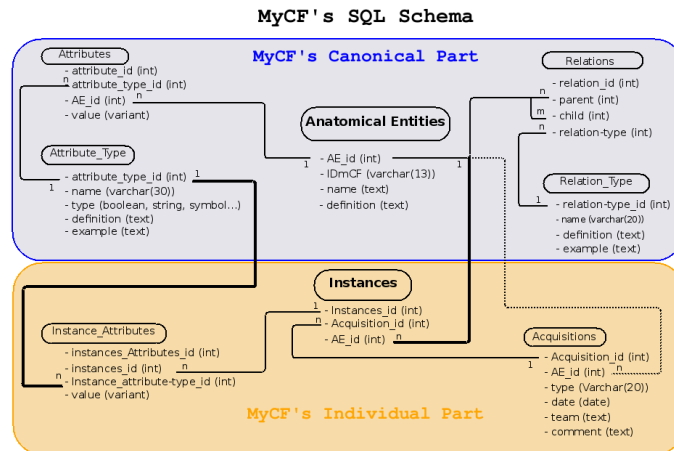 MyCF's SQL Schema
MyCF's Canonical Part
Attributes
- attribute_id (int)
n
- attribute_type_id (int)
- AE_id (int)
n
- value (variant)
Attribute_Type
- attribute_type_id (int)
1
1
- name (varchar(30))
- type (boolean, string, symbol...)
- definition (text)
- example (text)
Anatomical Entities
- AE_id (int)
1
1
- IDmCF (varchar(13))
- name (text)
- definition (text)
Relations
- relation_id (int)
n
- parent (int)
m
- child (int)
n
- relation-type (int)
Relation_Type
1
- relation-type_id (int)
- name (varchar(20))
- definition (text)
- example (text)
Instances
1
- Instances_id (int)
n
- Acquisition_id (int)
- AE_id (int)
n
Instance_Attributes
- instances_Attributes_id (int)
- instances_id (int)
n
n
- Instance_attribute-type_id (int)
- value (variant)
Acquisitions
1
- Acquisition_id (int)
- AE_id (int)
n
- type (Varchar(20))
- date (date)
- team (text)
- comment (text)
MyCF's Individual Part